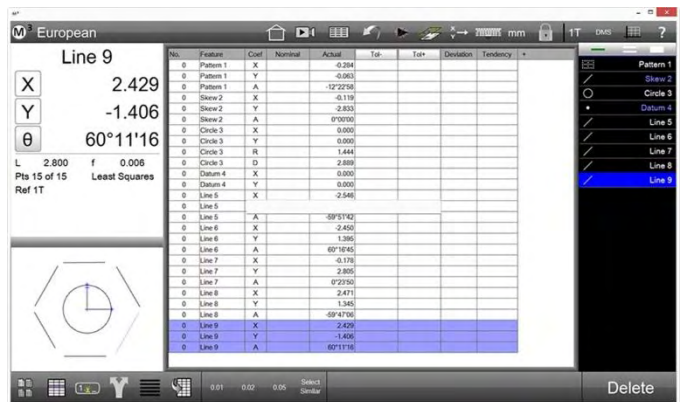 M³ European
mm
1T
DMS
?
Line 9
X 2.429
Y -1.406
θ 60°11'16
L 2.800 f 0.006
Pts 15 of 15 Least Squares
Ref 1T
No. Feature Coef Nominal Actual Tol- Tol+ Deviation Tendency +
0 Pattern 1 X -0.284
0 Pattern 1 Y -0.063
0 Pattern 1 A -12°22'58
0 Skew 2 X -0.119
0 Skew 2 Y -2.833
0 Skew 2 A 0°00'00
0 Circle 3 X 0.000
0 Circle 3 Y 0.000
0 Circle 3 R 1.444
0 Circle 3 D 2.889
0 Datum 4 X 0.000
0 Datum 4 Y 0.000
0 Line 5 X -2.546
0 Line 5
0 Line 5 A -59°51'42
0 Line 6 X -2.450
0 Line 6 Y 1.395
0 Line 6 A 60°16'45
0 Line 7 X -0.178
0 Line 7 Y 2.805
0 Line 7 A 0°23'50
0 Line 8 X 2.471
0 Line 8 Y 1.345
0 Line 8 A -59°47'06
0 Line 9 X 2.429
0 Line 9 Y -1.406
0 Line 9 A 60°11'16
Pattern 1
Skew 2
Circle 3
Datum 4
Line 5
Line 6
Line 7
Line 8
Line 9
0.01 0.02 0.05 Select Similar
Delete